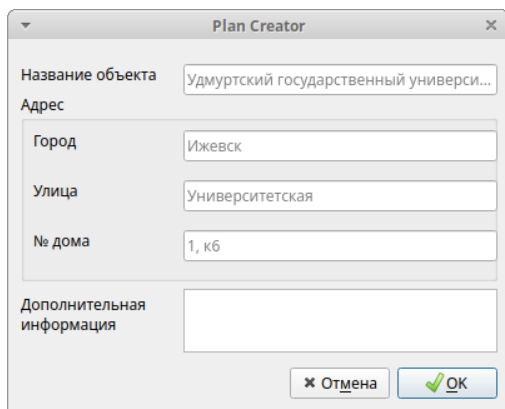 Plan Creator
Название объекта
Удмуртский государственный универси...
Адрес
Город
Ижевск
Улица
Университетская
№ дома
1, к6
Дополнительная
информация
Отмена
OK